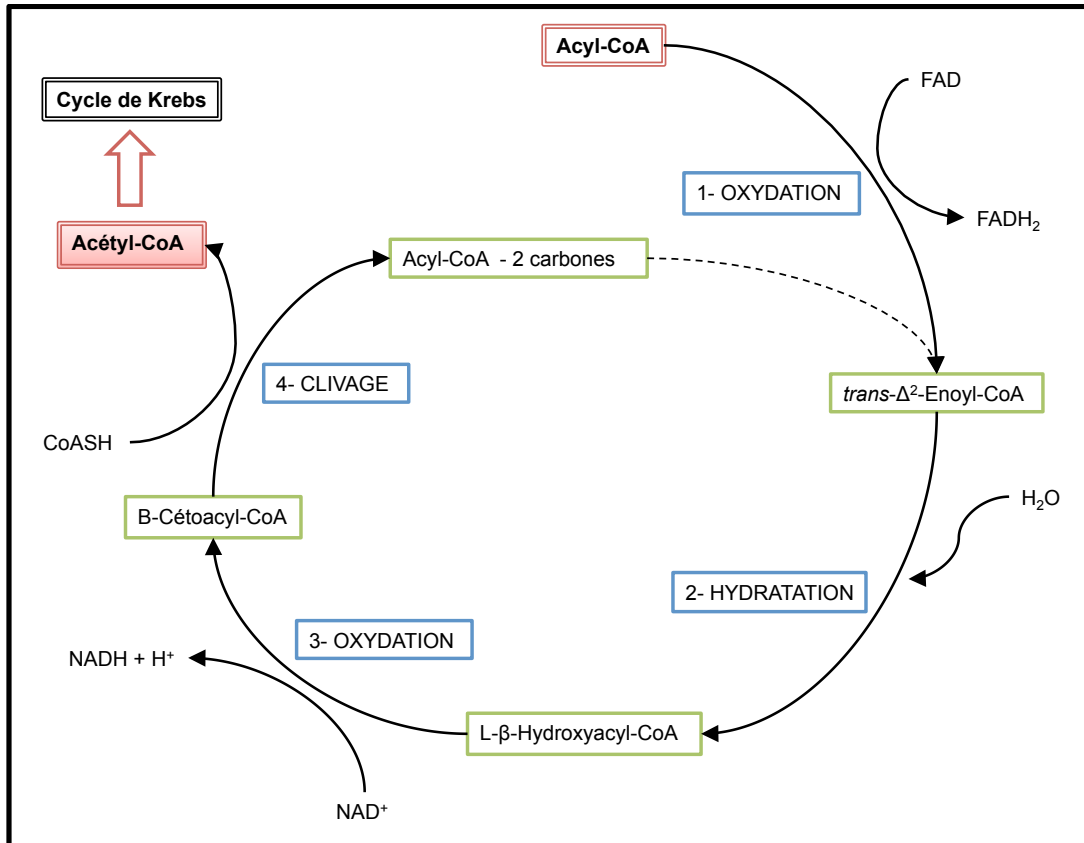 Acyl-CoA
FAD
Cycle de Krebs
1- OXYDATION
FADH₂
Acétyl-CoA
Acyl-CoA - 2 carbones
4- CLIVAGE
trans-Δ²-Enoyl-CoA
CoASH
B-Cétoacyl-CoA
H₂O
2- HYDRATATION
3- OXYDATION
NADH + H⁺
L-β-Hydroxyacyl-CoA
NAD⁺